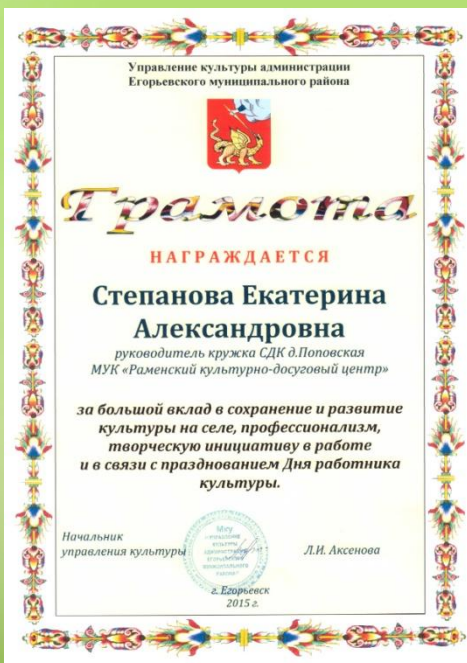 Управление культуры администрации
Егорьевского муниципального района
Грамота
НАГРАЖДАЕТСЯ
Степанова Екатерина
Александровна
руководитель кружка СДК д.Поповская
МУК «Раменский культурно-досуговый центр»
за большой вклад в сохранение и развитие
культуры на селе, профессионализм,
творческую инициативу в работе
и в связи с празднованием Дня работника
культуры.
Начальник
управления культуры
Л.И. Аксенова
г. Егорьевск
2015 г.